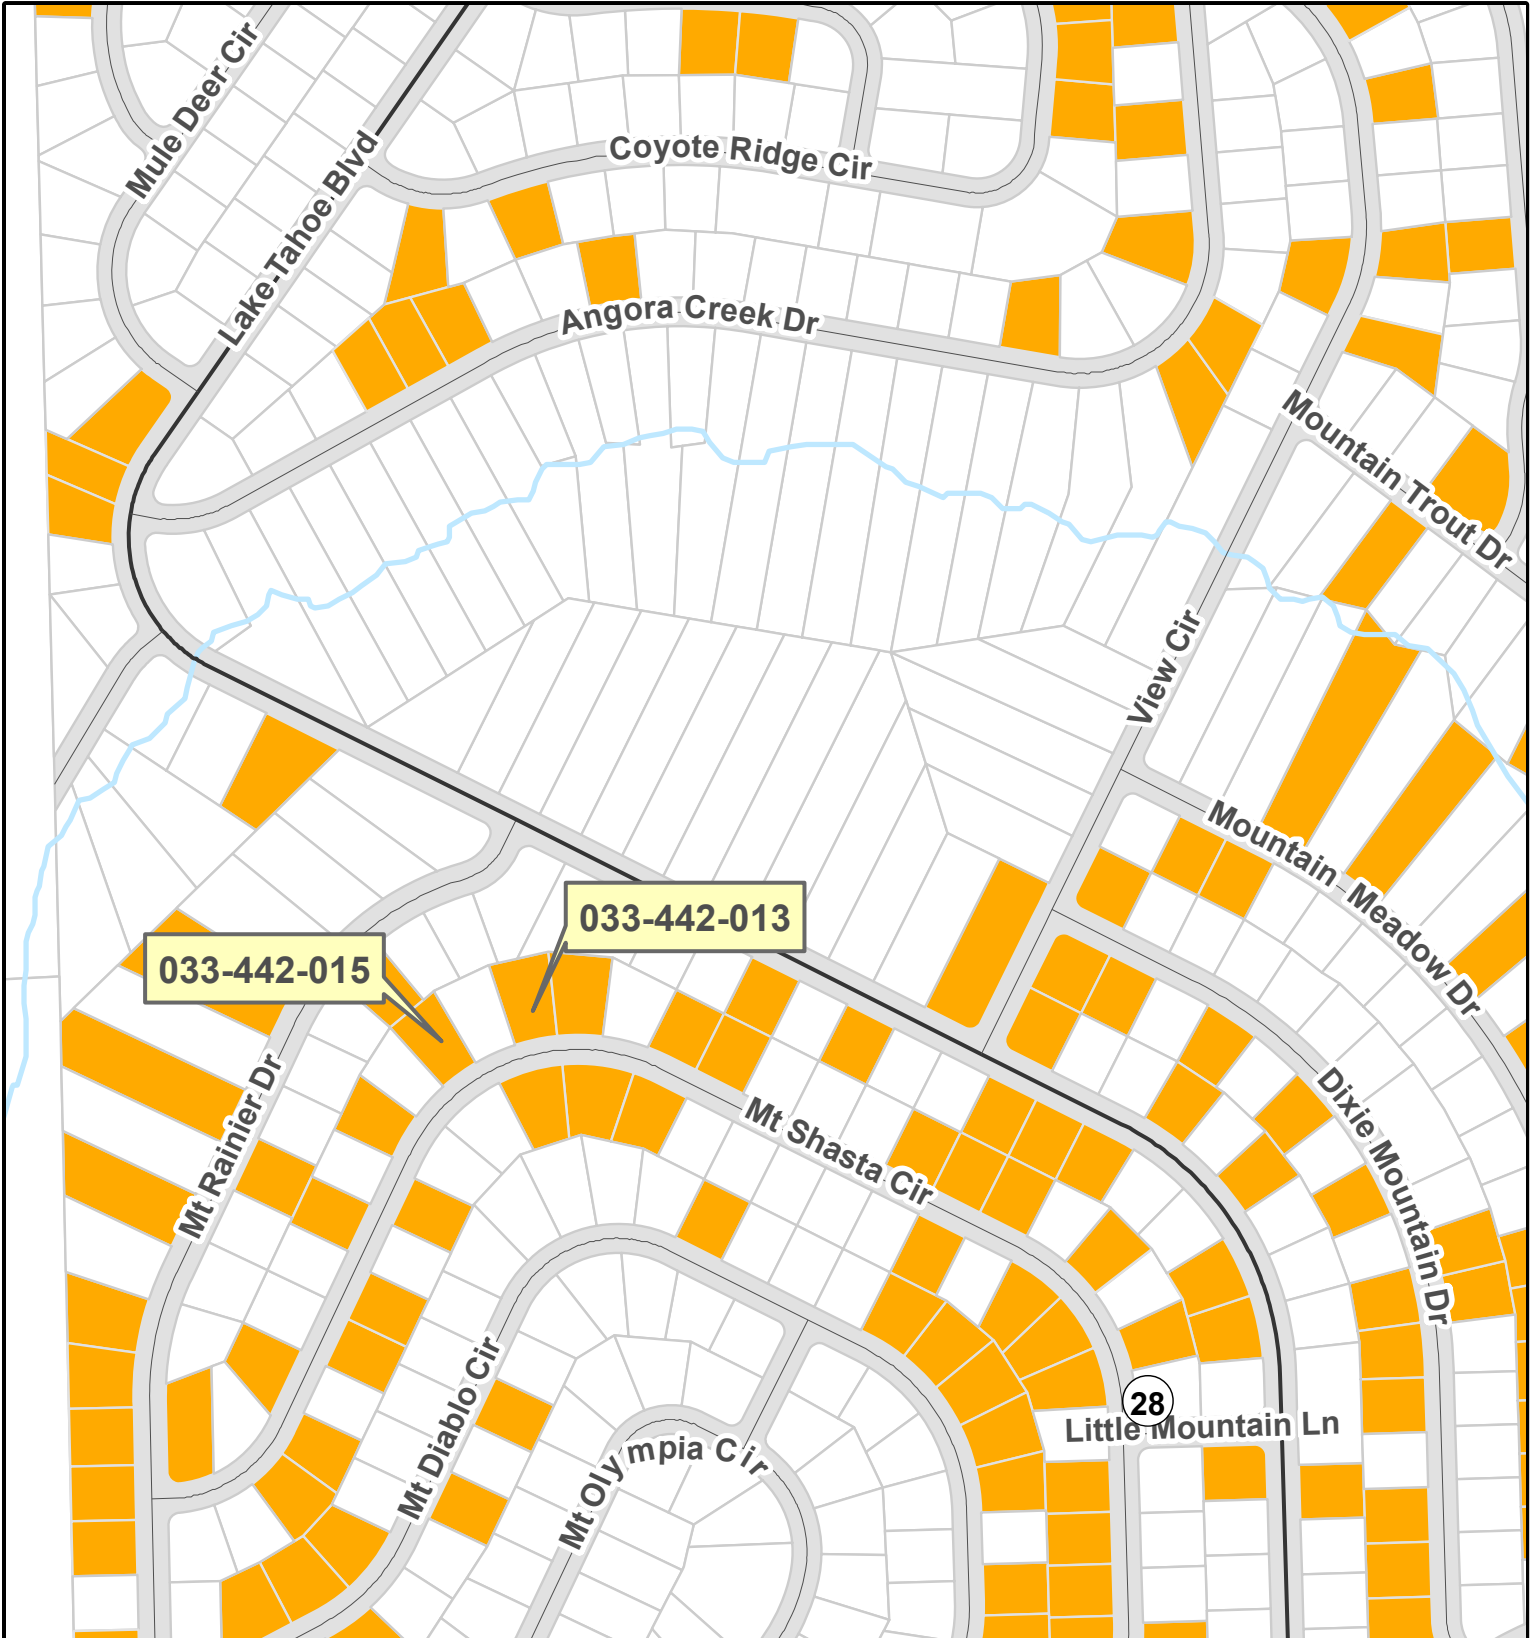 Mule Deer Cir
Lake Tahoe Blvd
Coyote Ridge Cir
Angora Creek Dr
Mountain Trout Dr
View Cir
Mountain Meadow Dr
033-442-013
033-442-015
Mt Rainier Dr
Mt Shasta Cir
Dixie Mountain Dr
Mt Diablo Cir
28
Little Mountain Ln
Mt Olympia Cir